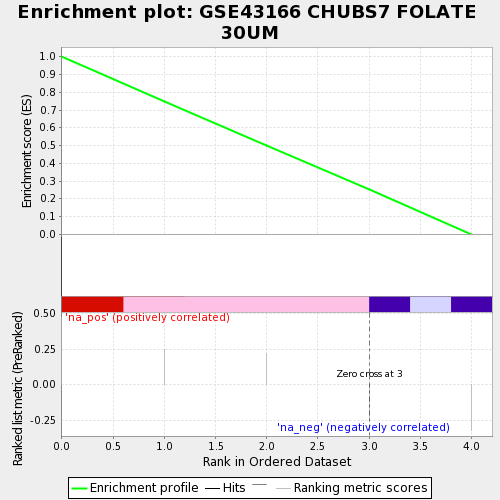 Enrichment plot: GSE43166 CHUBS7 FOLATE
30UM
Enrichment score (ES)
1.0
0.9
0.8
0.7
0.6
0.5
0.4
0.3
0.2
0.1
0.0
'na_pos' (positively correlated)
Zero cross at 3
'na_neg' (negatively correlated)
Ranked list metric (PreRanked)
0.50
0.25
0.00
-0.25
0.0 0.5 1.0 1.5 2.0 2.5 3.0 3.5 4.0
Rank in Ordered Dataset
Enrichment profile Hits Ranking metric scores